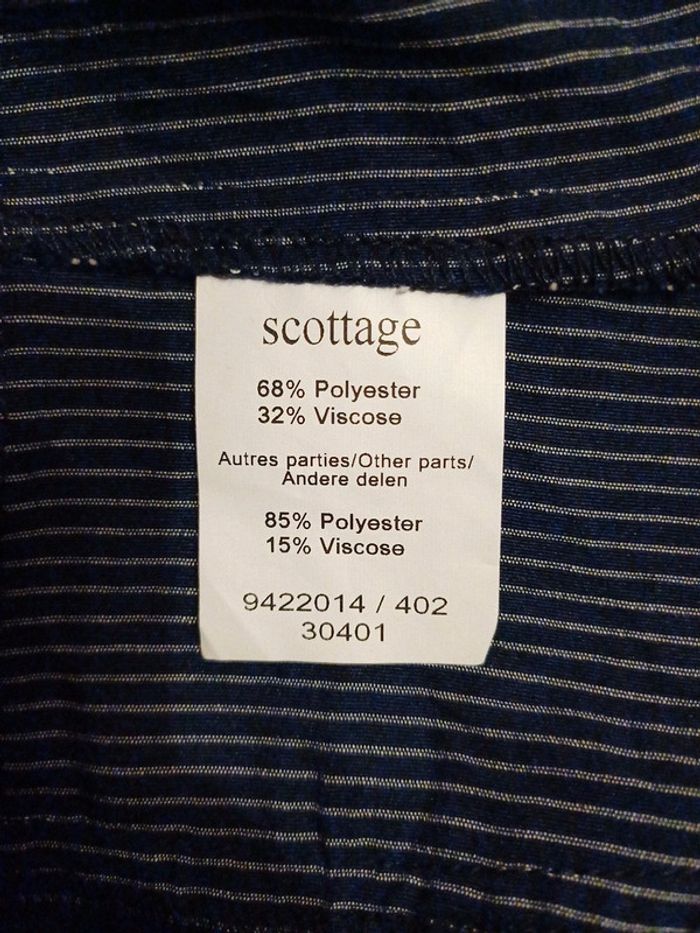 scottage
68% Polyester
32% Viscose
Autres parties/Other parts/
Andere delen
85% Polyester
15% Viscose
9422014 / 402
30401